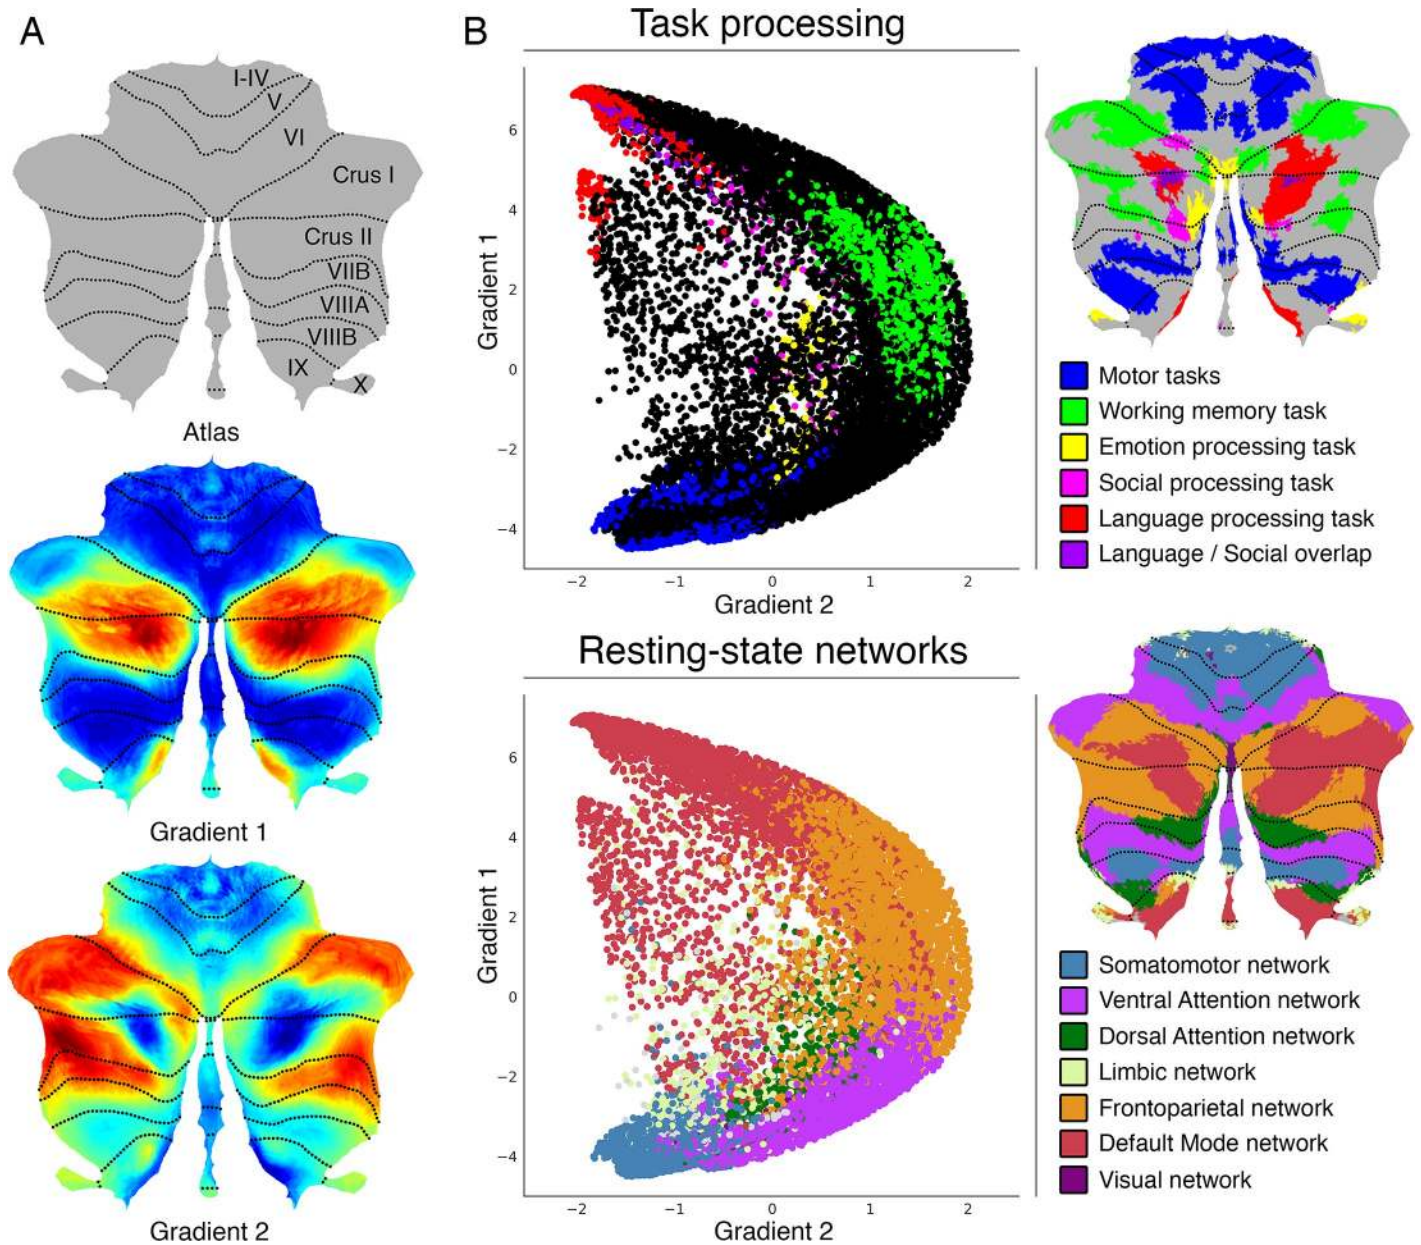 A
I-IV
V
VI
Crus I
Crus II
VIIB
VIIIA
VIIIB
IX
X
Atlas
Gradient 1
Gradient 2
B
Task processing
6
4
2
0
−2
−4
Gradient 1
−2 −1 0 1 2
Gradient 2
Motor tasks
Working memory task
Emotion processing task
Social processing task
Language processing task
Language / Social overlap
Resting-state networks
6
4
2
0
−2
−4
Gradient 1
−2 −1 0 1 2
Gradient 2
Somatomotor network
Ventral Attention network
Dorsal Attention network
Limbic network
Frontoparietal network
Default Mode network
Visual network